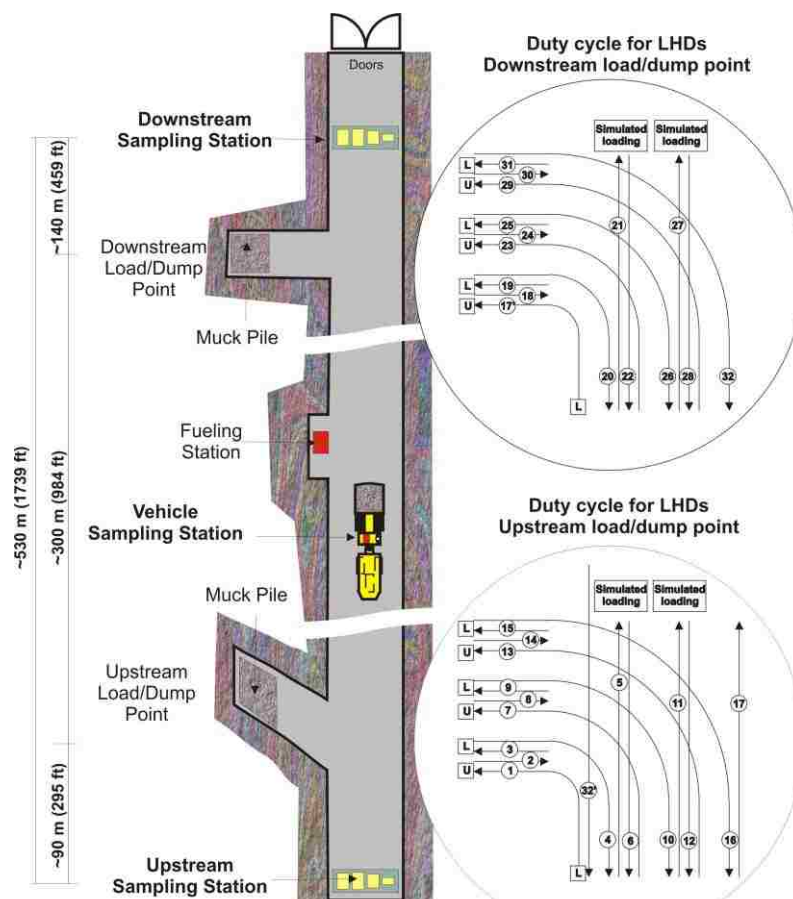 Doors
Downstream
Sampling Station
Downstream
Load/Dump
Point
Muck Pile
Fueling
Station
Vehicle
Sampling Station
Muck Pile
Upstream
Load/Dump
Point
Upstream
Sampling Station
~140 m (459 ft)
~530 m (1739 ft)
~300 m (984 ft)
~90 m (295 ft)
Duty cycle for LHDs
Downstream load/dump point
Simulated
loading
Simulated
loading
L
31
30
U
29
L
25
24
U
23
21
27
L
19
18
U
17'
20
22
26
28
32
L
Duty cycle for LHDs
Upstream load/dump point
Simulated
loading
Simulated
loading
L
15
14
U
13
5
L
9
8
11
17
U
7
L
3
2
U
1
32'
4
6
10
12
16
L